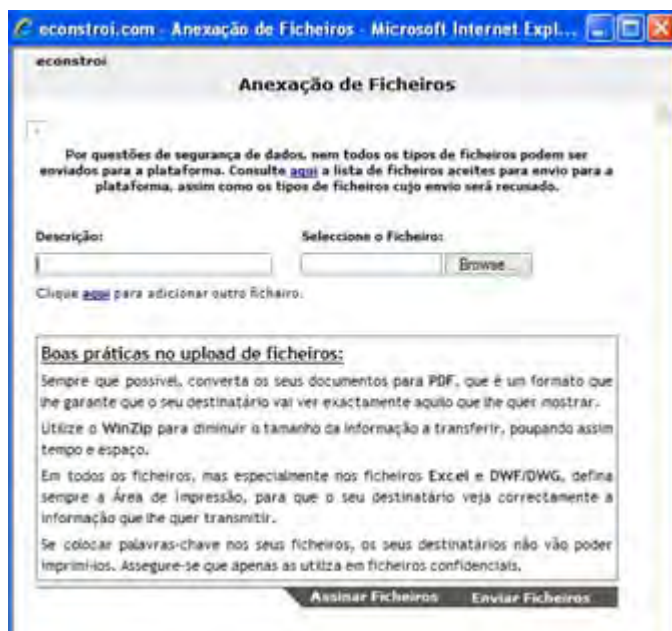 econstroi.com - Anexação de Ficheiros - Microsoft Internet Expl...
econstroi
Anexação de Ficheiros
Por questões de segurança de dados, nem todos os tipos de ficheiros podem ser
enviados para a plataforma. Consulte aqui a lista de ficheiros aceites para envio para a
plataforma, assim como os tipos de ficheiros cujo envio será recusado.
Descrição: Seleccione o Ficheiro:
Browse...
Clique aqui para adicionar outro ficheiro.
Boas práticas no upload de ficheiros:
Sempre que possível, converta os seus documentos para PDF, que é um formato que
lhe garante que o seu destinatário vai ver exactamente aquilo que lhe quer mostrar.
Utilize o WinZip para diminuir o tamanho da informação a transferir, poupando assim
tempo e espaço.
Em todos os ficheiros, mas especialmente nos ficheiros Excel e DWF/DWG, defina
sempre a Área de Impressão, para que o seu destinatário veja correctamente a
informação que lhe quer transmitir.
Se colocar palavras-chave nos seus ficheiros, os seus destinatários não vão poder
imprimi-los. Assegure-se que apenas as utiliza em ficheiros confidenciais.
Assinar Ficheiros Enviar Ficheiros